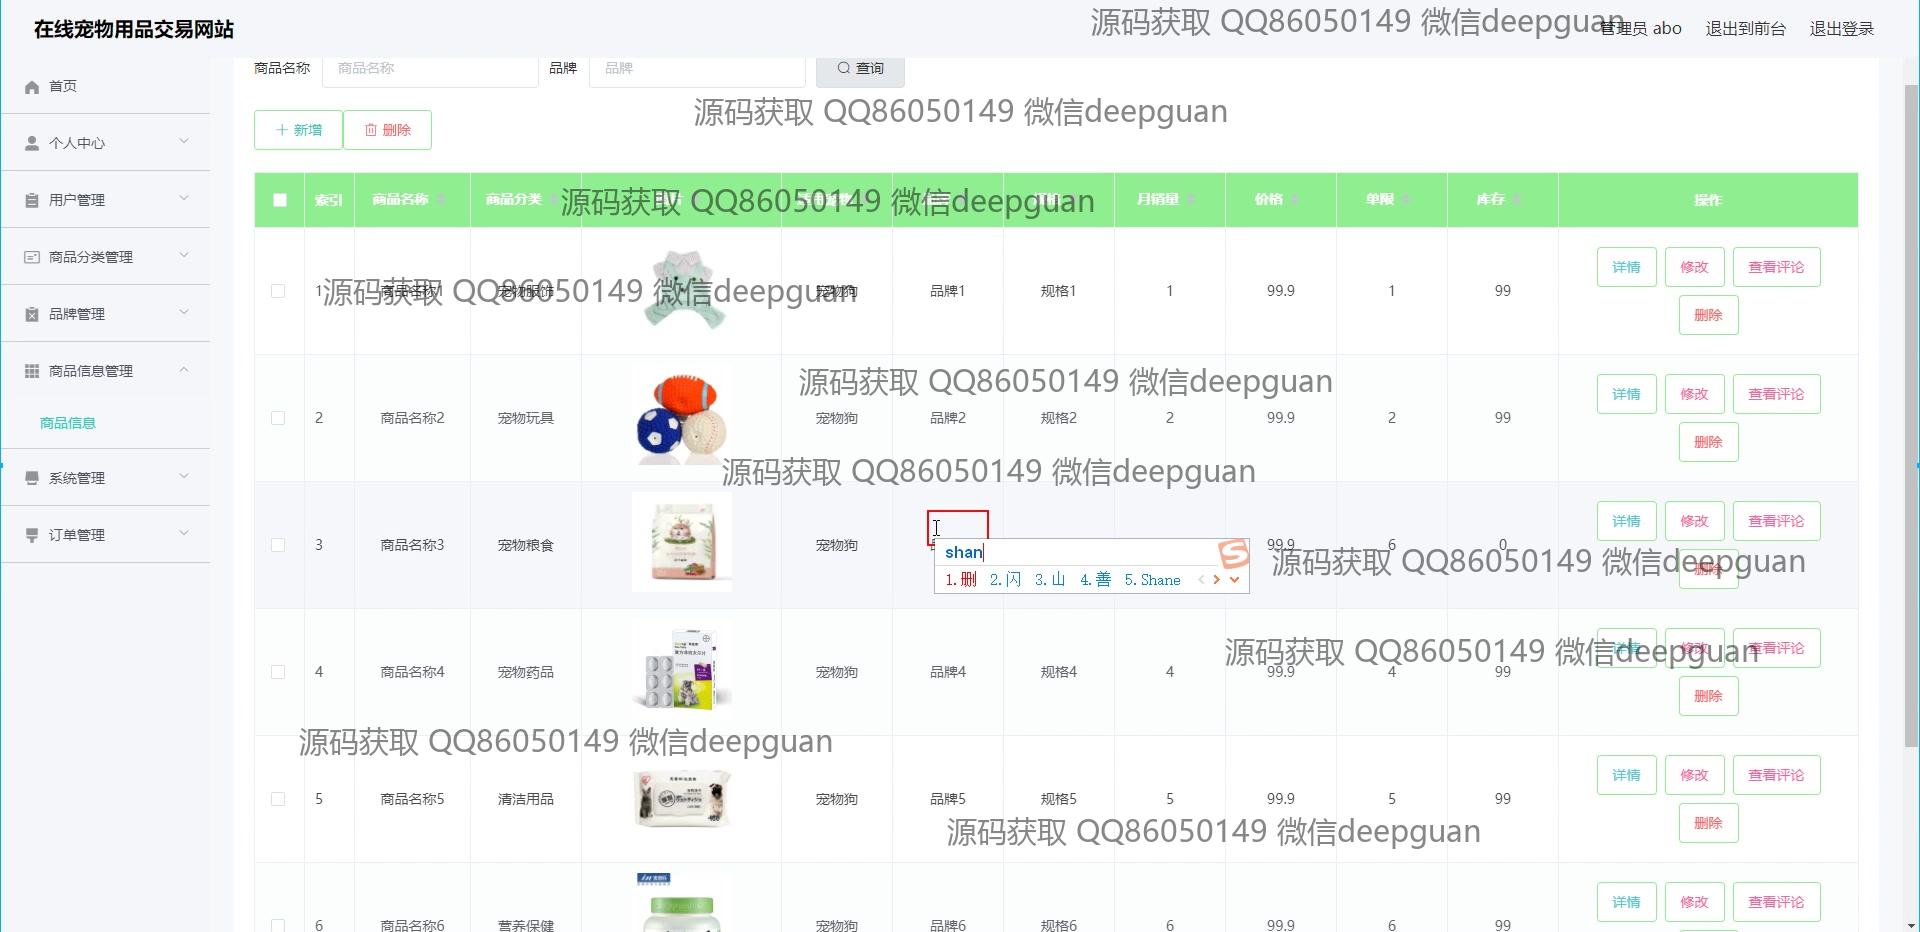 在线宠物用品交易网站
源码获取 QQ86050149 微信deepguan
管理员 abo 退出到前台 退出登录
首页
个人中心
用户管理
商品分类管理
品牌管理
商品信息管理
商品信息
系统管理
订单管理
商品名称 商品名称 品牌 品牌 查询
源码获取 QQ86050149 微信deepguan
新增 删除
索引 商品名称 商品分类 月销量 价格 单限 库存 操作
源码获取 QQ86050149 微信deepguan
1 商品名称1 宠物服饰 宠物狗 品牌1 规格1 1 99.9 1 99 详情 修改 查看评论
源码获取 QQ86050149 微信deepguan
删除
源码获取 QQ86050149 微信deepguan
2 商品名称2 宠物玩具 宠物狗 品牌2 规格2 2 99.9 2 99 详情 修改 查看评论
删除
源码获取 QQ86050149 微信deepguan
3 商品名称3 宠物粮食 宠物狗 99.9 6 0 详情 修改 查看评论
删除
shan
1.删 2.闪 3.山 4.善 5.Shane
源码获取 QQ86050149 微信deepguan
4 商品名称4 宠物药品 宠物狗 品牌4 规格4 4 99.9 4 99 详情 修改 查看评论
源码获取 QQ86050149 微信deepguan
删除
源码获取 QQ86050149 微信deepguan
5 商品名称5 清洁用品 宠物狗 品牌5 规格5 5 99.9 5 99 详情 修改 查看评论
删除
源码获取 QQ86050149 微信deepguan
6 商品名称6 营养保健 宠物狗 品牌6 规格6 6 99.9 6 99 详情 修改 查看评论